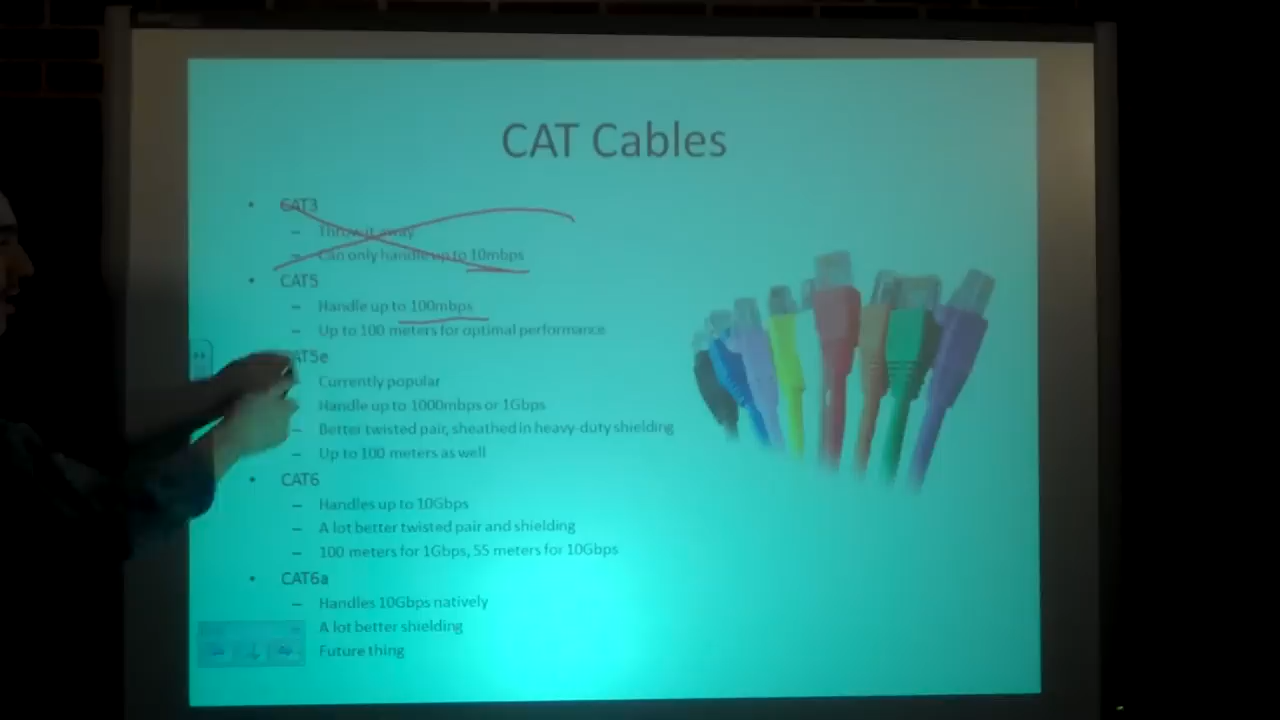 CAT Cables
• CAT3
– Throw it away
– Can only handle up to 10mbps
• CAT5
– Handle up to 100mbps
– Up to 100 meters for optimal performance
AT5e
Currently popular
Handle up to 1000mbps or 1Gbps
Better twisted pair, sheathed in heavy-duty shielding
Up to 100 meters as well
• CAT6
– Handles up to 10Gbps
– A lot better twisted pair and shielding
– 100 meters for 1Gbps, 55 meters for 10Gbps
• CAT6a
– Handles 10Gbps natively
A lot better shielding
Future thing